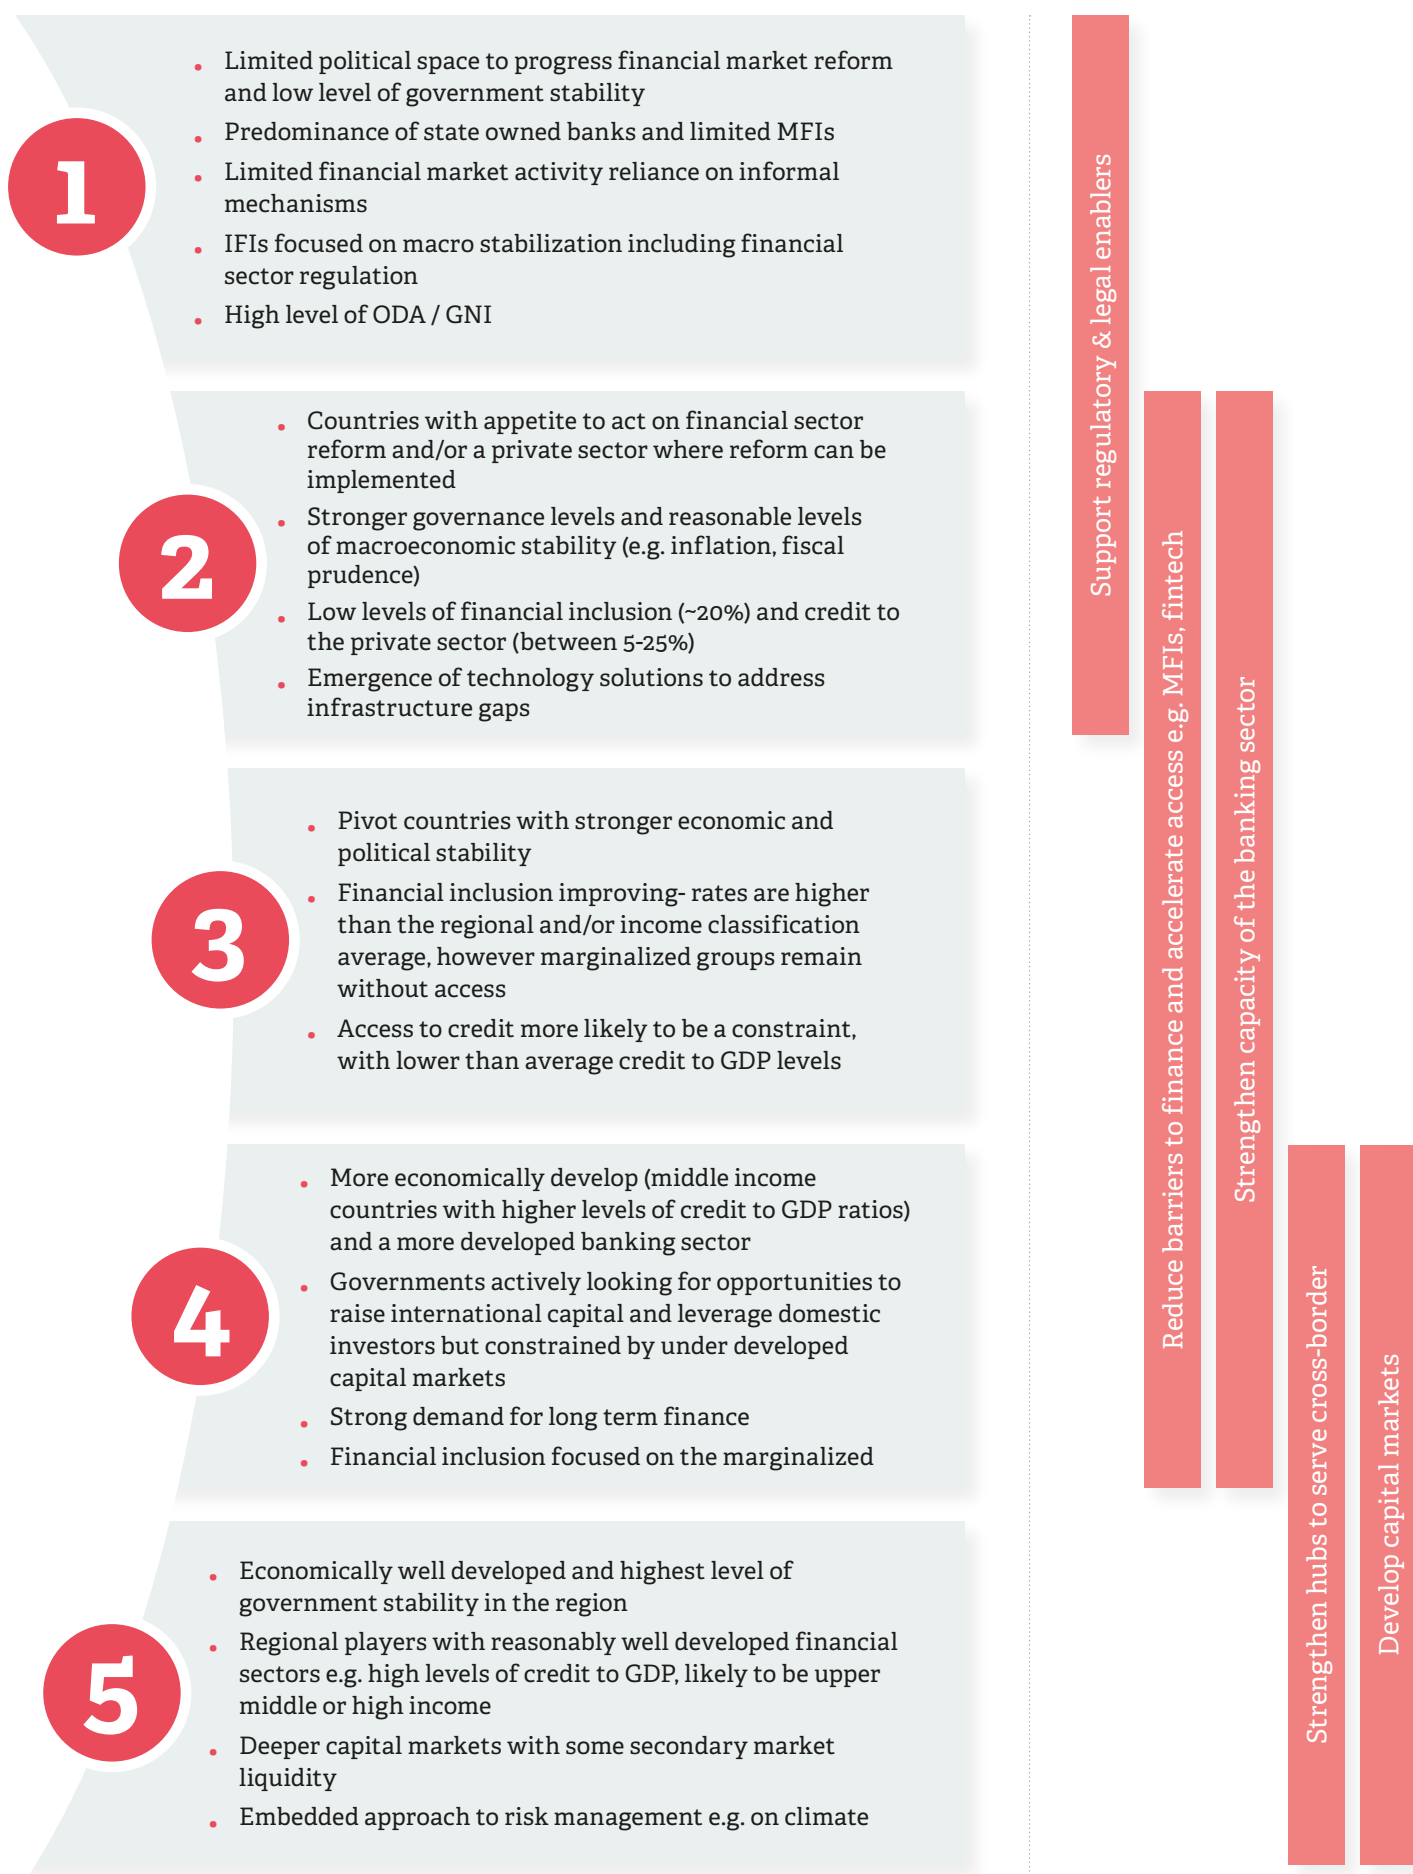 1
Limited political space to progress financial market reform
and low level of government stability
Predominance of state owned banks and limited MFIs
Limited financial market activity reliance on informal
mechanisms
IFIs focused on macro stabilization including financial
sector regulation
High level of ODA / GNI
2
Countries with appetite to act on financial sector
reform and/or a private sector where reform can be
implemented
Stronger governance levels and reasonable levels
of macroeconomic stability (e.g. inflation, fiscal
prudence)
Low levels of financial inclusion (~20%) and credit to
the private sector (between 5-25%)
Emergence of technology solutions to address
infrastructure gaps
3
Pivot countries with stronger economic and
political stability
Financial inclusion improving- rates are higher
than the regional and/or income classification
average, however marginalized groups remain
without access
Access to credit more likely to be a constraint,
with lower than average credit to GDP levels
4
More economically develop (middle income
countries with higher levels of credit to GDP ratios)
and a more developed banking sector
Governments actively looking for opportunities to
raise international capital and leverage domestic
investors but constrained by under developed
capital markets
Strong demand for long term finance
Financial inclusion focused on the marginalized
5
Economically well developed and highest level of
government stability in the region
Regional players with reasonably well developed financial
sectors e.g. high levels of credit to GDP, likely to be upper
middle or high income
Deeper capital markets with some secondary market
liquidity
Embedded approach to risk management e.g. on climate
Support regulatory & legal enablers
Reduce barriers to finance and accelerate access e.g. MFIs, fintech
Strengthen capacity of the banking sector
Strengthen hubs to serve cross-border
Develop capital markets